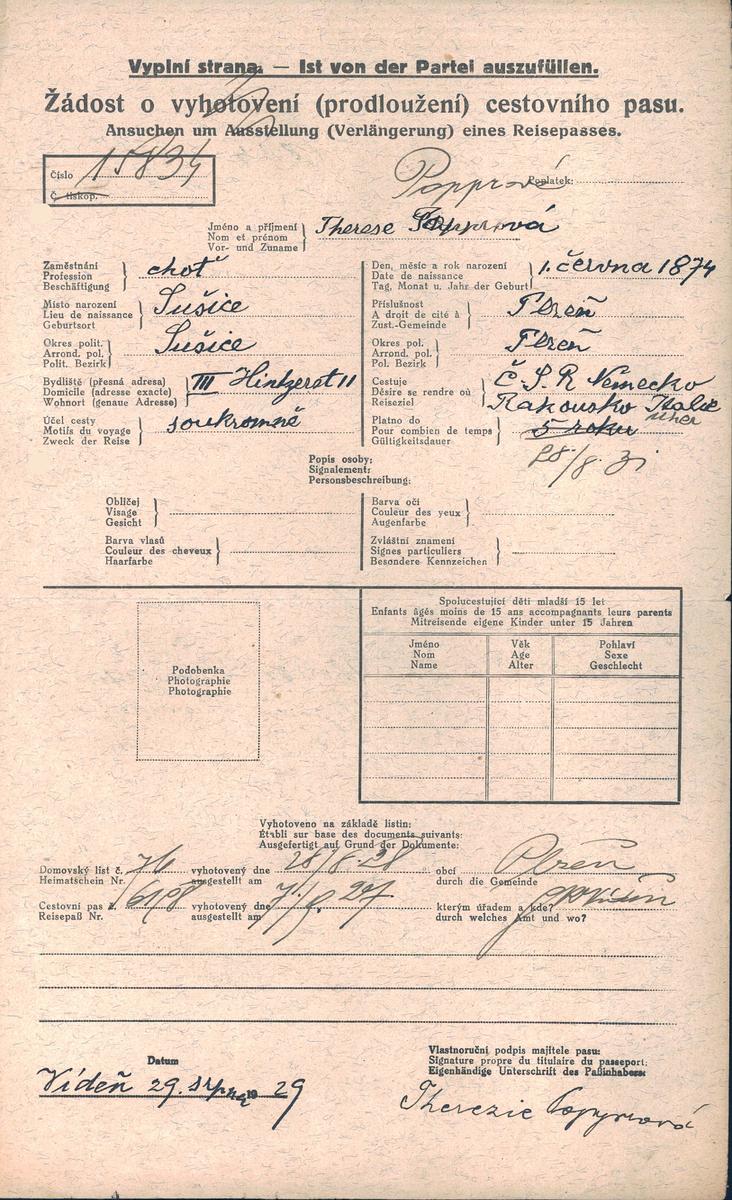 Vyplní strana. — Ist von der Partei auszufüllen.
Žádost o vyhotovení (prodloužení) cestovního pasu.
Ansuchen um Ausstellung (Verlängerung) eines Reisepasses.
Číslo 15834
Č. tiskop.
Popprová
Poplatek:
Jméno a příjmení
Nom et prénom
Vor- und Zuname
Therese Popprová
Zaměstnání
Profession
Beschäftigung
choť
Den, měsíc a rok narození
Date de naissance
Tag, Monat u. Jahr der Geburt
1. června 1874
Místo narození
Lieu de naissance
Geburtsort
Sušice
Příslušnost
A droit de cité à
Zust.-Gemeinde
Plzeň
Okres polit.
Arrond. pol.
Polit. Bezirk
Sušice
Okres pol.
Arrond. pol.
Pol. Bezirk
Plzeň
Bydliště (přesná adresa)
Domicile (adresse exacte)
Wohnort (genaue Adresse)
III Hintzerst 11
Cestuje
Désire se rendre où
Reiseziel
Č. S. R Německo
Rakousko Italie
Účel cesty
Motifs du voyage
Zweck der Reise
soukromně
Platno do
Pour combien de temps
Gültigkeitsdauer
5 roků
28/8. 31
Popis osoby:
Signalement:
Personsbeschreibung:
Obličej
Visage
Gesicht
Barva očí
Couleur des yeux
Augenfarbe
Barva vlasů
Couleur des cheveux
Haarfarbe
Zvláštní znamení
Signes particuliers
Besondere Kennzeichen
Podobenka
Photographie
Photographie
Spolucestující děti mladší 15 let
Enfants âgés moins de 15 ans accompagnants leurs parents
Mitreisende eigene Kinder unter 15 Jahren
Jméno
Nom
Name
Věk
Age
Alter
Pohlaví
Sexe
Geschlecht
Vyhotoveno na základě listin:
Établi sur base des documents suivants:
Ausgefertigt auf Grund der Dokumente:
Domovský list č. vyhotovený dne 28/8. 28 obcí Plzeň
Heimatschein Nr. ausgestellt am durch die Gemeinde
Cestovní pas č. vyhotovený dne 27 kterým úřadem a kde? Vídeň
Reisepaß Nr. ausgestellt am durch welches Amt und wo?
Datum
Vídeň 29. srpna 1929
Vlastnoruční podpis majitele pasu:
Signature propre du titulaire du passeport:
Eigenhändige Unterschrift des Paßinhabers:
Therezie Popprová